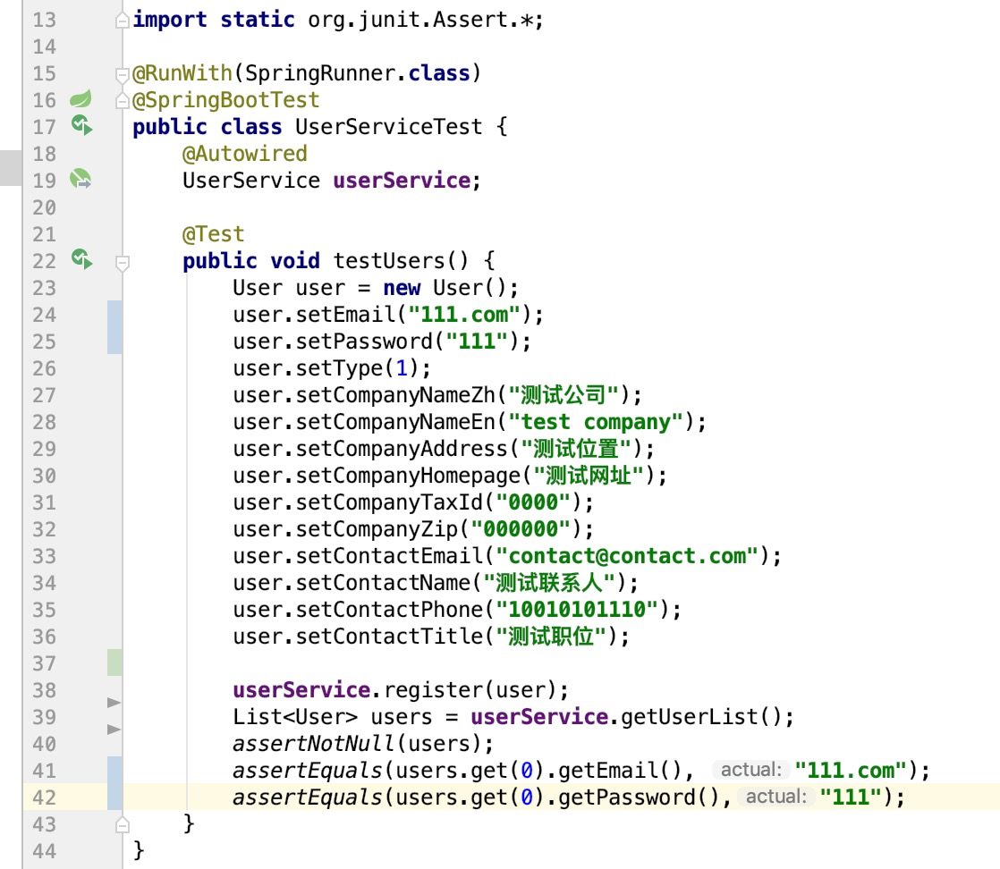 13 import static org.junit.Assert.*;
14
15 @RunWith(SpringRunner.class)
16 @SpringBootTest
17 public class UserServiceTest {
18 @Autowired
19 UserService userService;
20
21 @Test
22 public void testUsers() {
23 User user = new User();
24 user.setEmail("111.com");
25 user.setPassword("111");
26 user.setType(1);
27 user.setCompanyNameZh("测试公司");
28 user.setCompanyNameEn("test company");
29 user.setCompanyAddress("测试位置");
30 user.setCompanyHomepage("测试网址");
31 user.setCompanyTaxId("0000");
32 user.setCompanyZip("000000");
33 user.setContactEmail("contact@contact.com");
34 user.setContactName("测试联系人");
35 user.setContactPhone("10010101110");
36 user.setContactTitle("测试职位");
37
38 userService.register(user);
39 List<User> users = userService.getUserList();
40 assertNotNull(users);
41 assertEquals(users.get(0).getEmail(), actual: "111.com");
42 assertEquals(users.get(0).getPassword(), actual: "111");
43 }
44 }